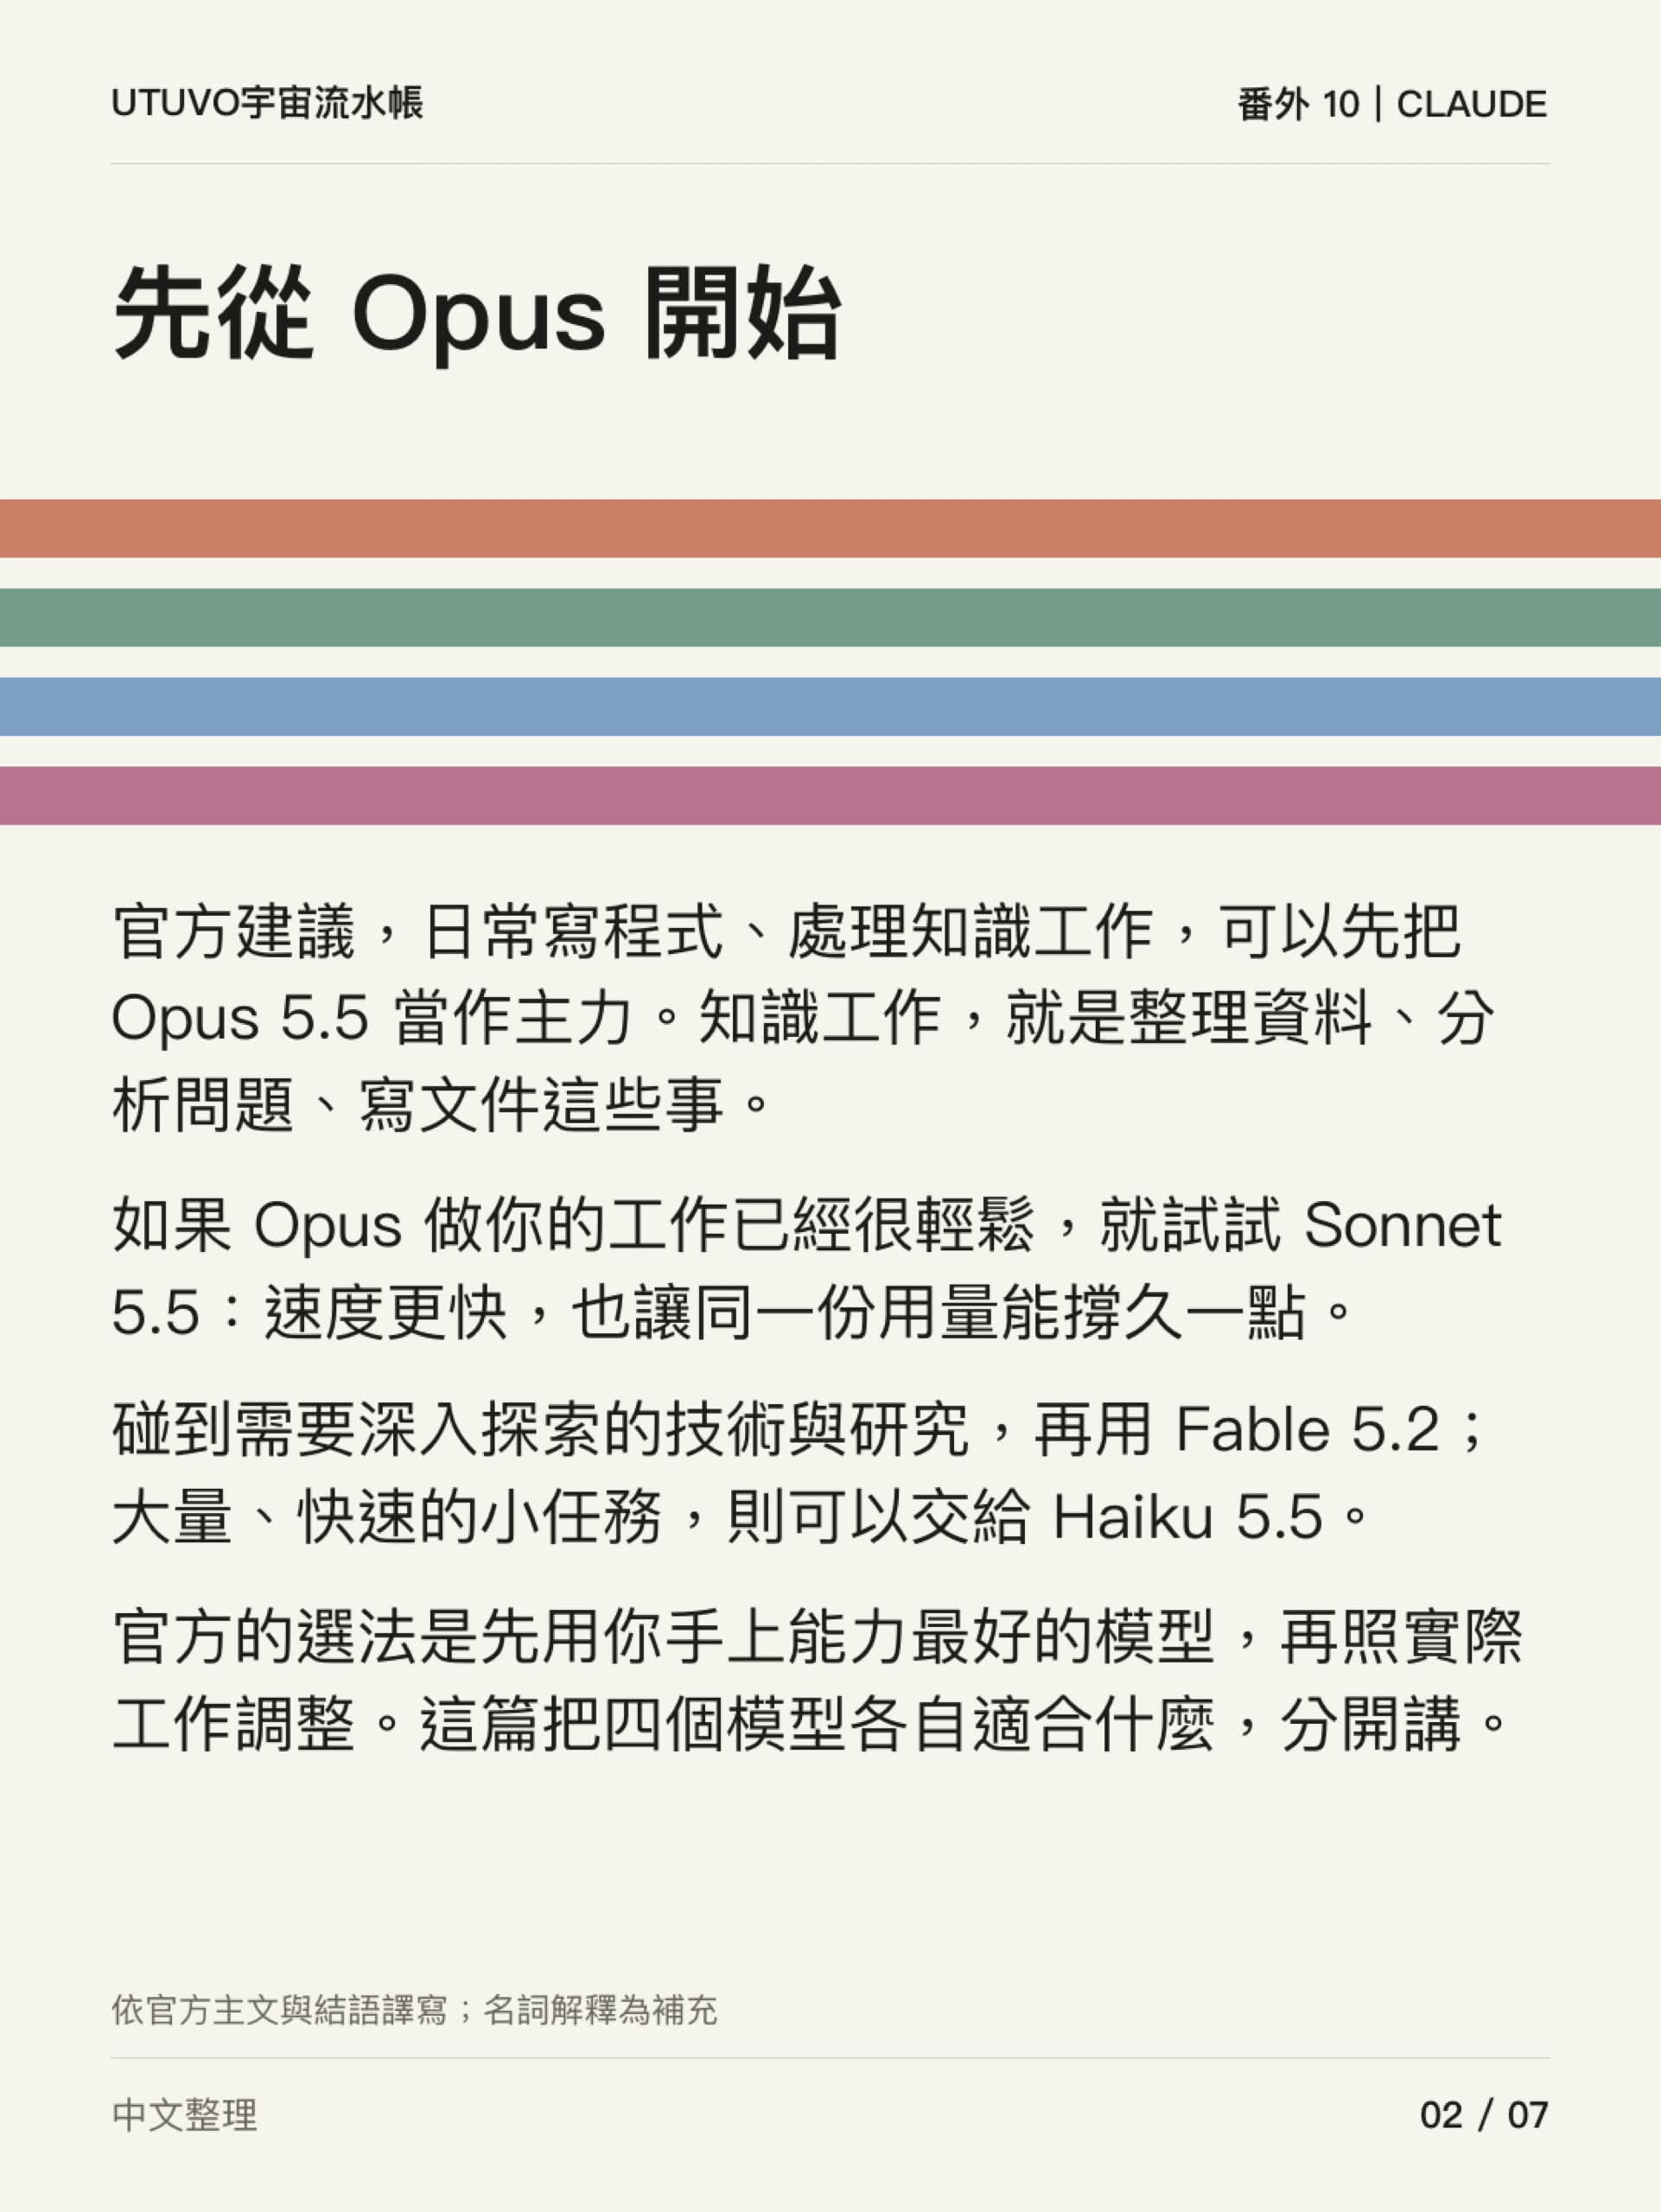 UTUVO宇宙流水帳
番外 10 | CLAUDE
先從 Opus 開始
官方建議，日常寫程式、處理知識工作，可以先把
Opus 5.5 當作主力。知識工作，就是整理資料、分
析問題、寫文件這些事。
如果 Opus 做你的工作已經很輕鬆，就試試 Sonnet
5.5：速度更快，也讓同一份用量能撐久一點。
碰到需要深入探索的技術與研究，再用 Fable 5.2；
大量、快速的小任務，則可以交給 Haiku 5.5。
官方的選法是先用你手上能力最好的模型，再照實際
工作調整。這篇把四個模型各自適合什麼，分開講。
依官方主文與結語譯寫；名詞解釋為補充
中文整理
02 / 07